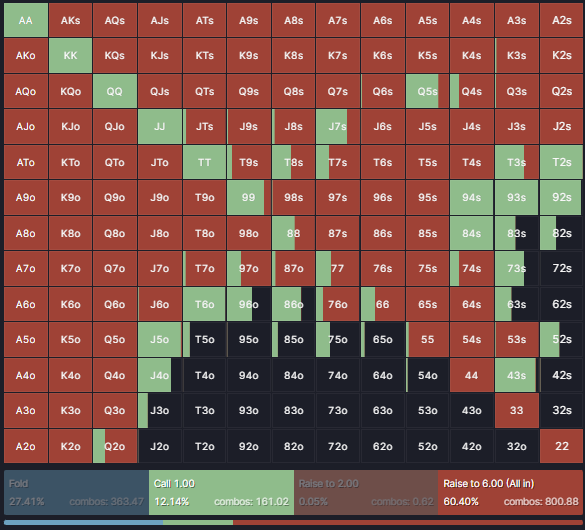 AA AKs AQs AJs ATs A9s A8s A7s A6s A5s A4s A3s A2s
AKo KK KQs KJs KTs K9s K8s K7s K6s K5s K4s K3s K2s
AQo KQo QQ QJs QTs Q9s Q8s Q7s Q6s Q5s Q4s Q3s Q2s
AJo KJo QJo JJ JTs J9s J8s J7s J6s J5s J4s J3s J2s
ATo KTo QTo JTo TT T9s T8s T7s T6s T5s T4s T3s T2s
A9o K9o Q9o J9o T9o 99 98s 97s 96s 95s 94s 93s 92s
A8o K8o Q8o J8o T8o 98o 88 87s 86s 85s 84s 83s 82s
A7o K7o Q7o J7o T7o 97o 87o 77 76s 75s 74s 73s 72s
A6o K6o Q6o J6o T6o 96o 86o 76o 66 65s 64s 63s 62s
A5o K5o Q5o J5o T5o 95o 85o 75o 65o 55 54s 53s 52s
A4o K4o Q4o J4o T4o 94o 84o 74o 64o 54o 44 43s 42s
A3o K3o Q3o J3o T3o 93o 83o 73o 63o 53o 43o 33 32s
A2o K2o Q2o J2o T2o 92o 82o 72o 62o 52o 42o 32o 22
Fold Call 1.00 Raise to 2.00 Raise to 6.00 (All in)
27.41% combos: 363.47 12.14% combos: 161.02 0.05% combos: 0.62 60.40% combos: 800.88